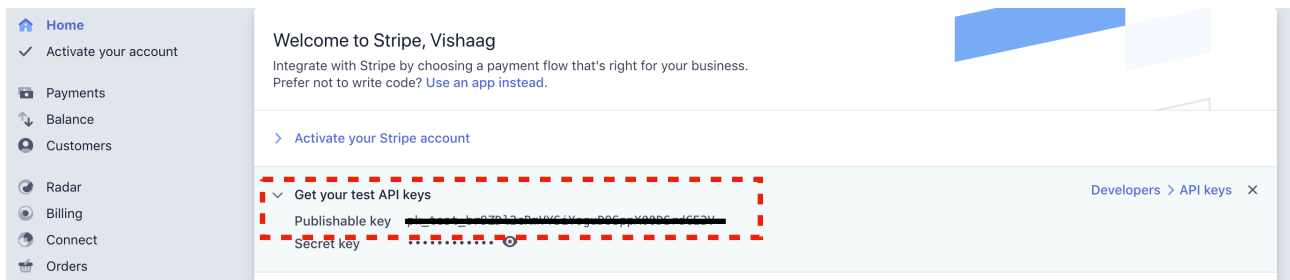 Home
Activate your account
Payments
Balance
Customers
Radar
Billing
Connect
Orders
Welcome to Stripe, Vishaag
Integrate with Stripe by choosing a payment flow that's right for your business.
Prefer not to write code? Use an app instead.
Activate your Stripe account
Get your test API keys
Developers > API keys
Publishable key
Secret key ••••••••••••